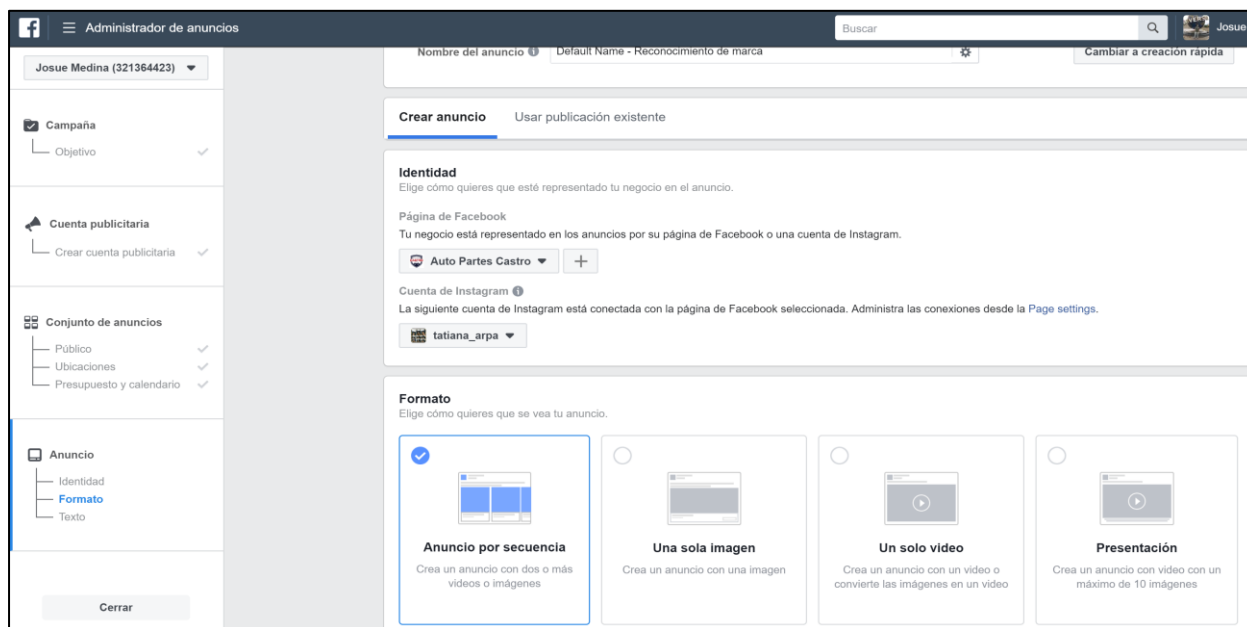 Administrador de anuncios
Buscar
Josue
Josue Medina (321364423)
Nombre del anuncio
Default Name - Reconocimiento de marca
Cambiar a creación rápida
Campaña
Objetivo
Cuenta publicitaria
Crear cuenta publicitaria
Conjunto de anuncios
Público
Ubicaciones
Presupuesto y calendario
Anuncio
Identidad
Formato
Texto
Cerrar
Crear anuncio
Usar publicación existente
Identidad
Elige cómo quieres que esté representado tu negocio en el anuncio.
Página de Facebook
Tu negocio está representado en los anuncios por su página de Facebook o una cuenta de Instagram.
Auto Partes Castro
Cuenta de Instagram
La siguiente cuenta de Instagram está conectada con la página de Facebook seleccionada. Administra las conexiones desde la Page settings.
tatiana_arpa
Formato
Elige cómo quieres que se vea tu anuncio.
Anuncio por secuencia
Crea un anuncio con dos o más
videos o imágenes
Una sola imagen
Crea un anuncio con una imagen
Un solo video
Crea un anuncio con un video o
convierte las imágenes en un video
Presentación
Crea un anuncio con video con un
máximo de 10 imágenes